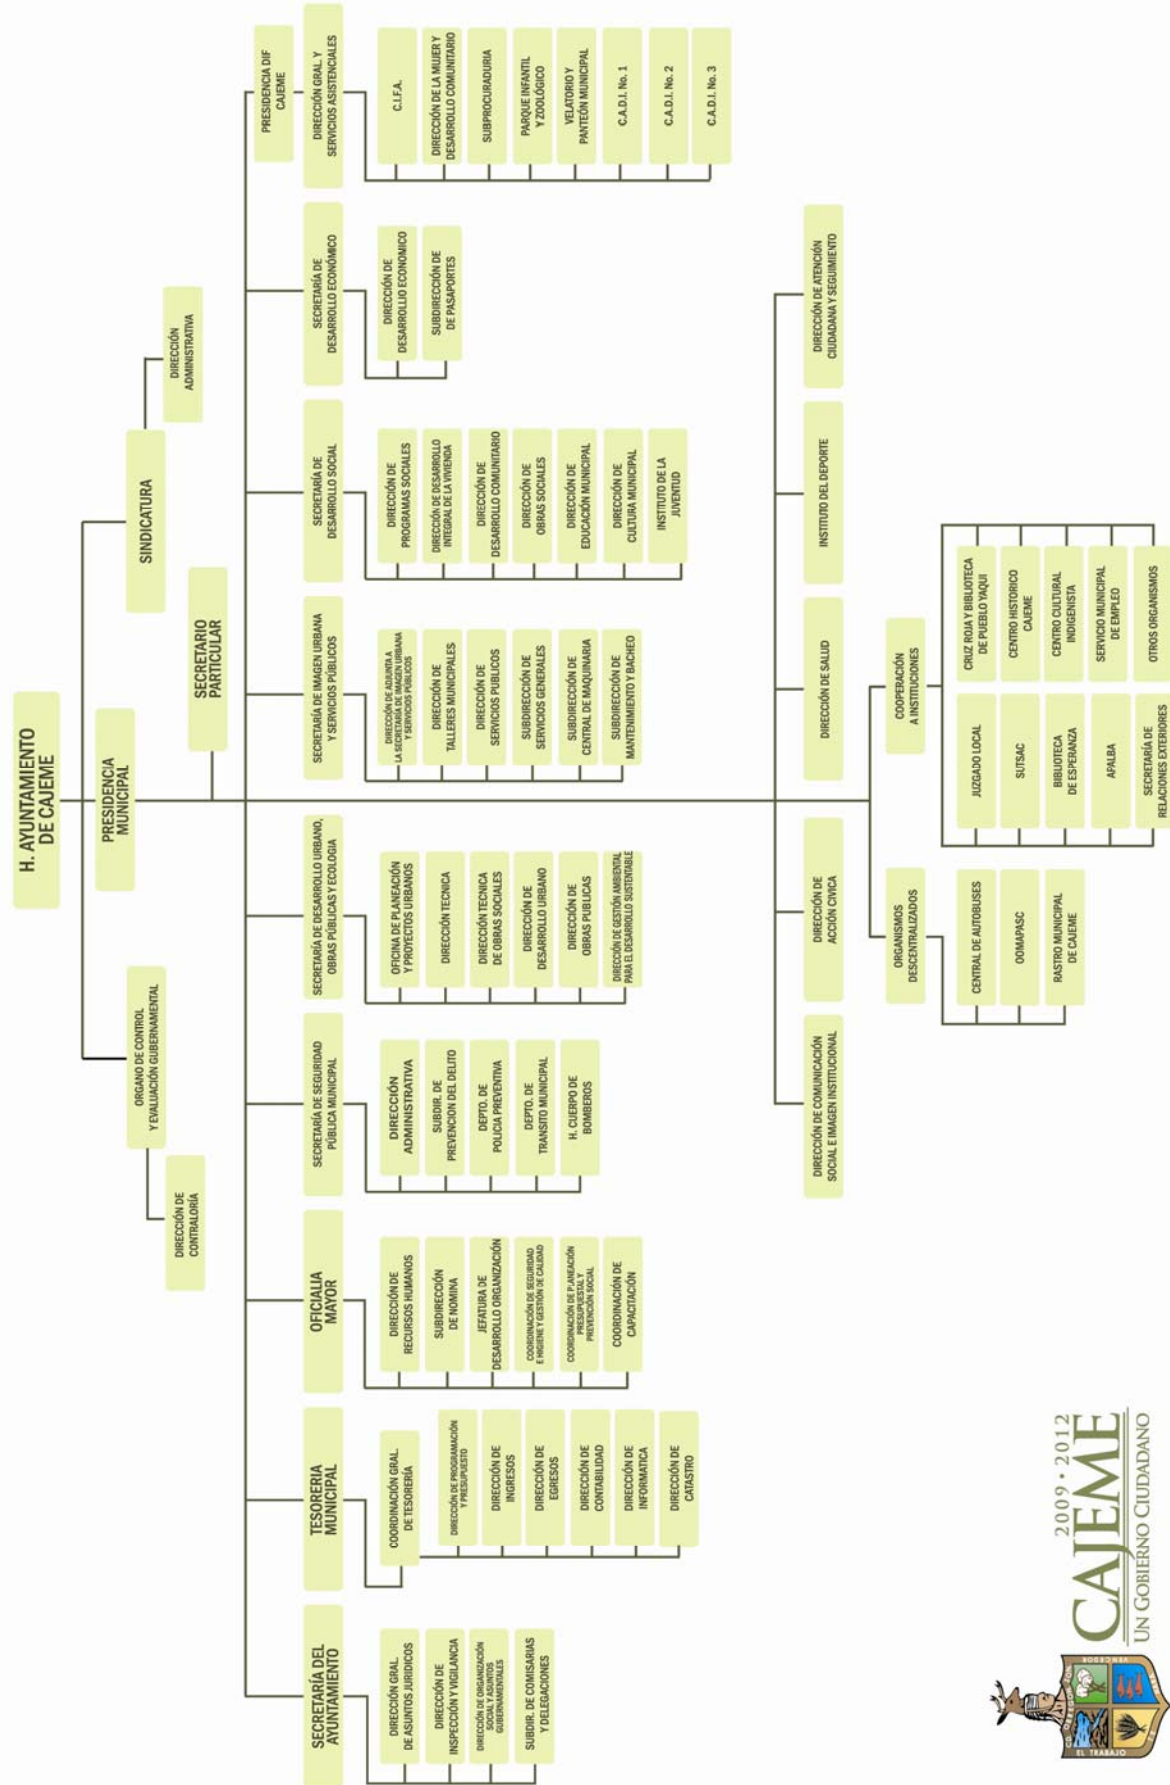 H. AYUNTAMIENTO
DE CAJEME
PRESIDENCIA
MUNICIPAL
ORGANO DE CONTROL
Y EVALUACIÓN GUBERNAMENTAL
DIRECCIÓN DE
CONTRALORÍA
SINDICATURA
DIRECCIÓN
ADMINISTRATIVA
SECRETARIO
PARTICULAR
SECRETARÍA DEL
AYUNTAMIENTO
DIRECCIÓN GRAL.
DE ASUNTOS JURIDICOS
DIRECCIÓN DE
INSPECCIÓN Y VIGILANCIA
DIRECCIÓN DE ORGANIZACIÓN
SOCIAL Y ASUNTOS
GUBERNAMENTALES
SUBDIR. DE COMISARIAS
Y DELEGACIONES
TESORERIA
MUNICIPAL
COORDINACIÓN GRAL.
DE TESORERÍA
DIRECCIÓN DE PROGRAMACIÓN
Y PRESUPUESTO
DIRECCIÓN DE
INGRESOS
DIRECCIÓN DE
EGRESOS
DIRECCIÓN DE
CONTABILIDAD
DIRECCIÓN DE
INFORMATICA
DIRECCIÓN DE
CATASTRO
OFICIALIA
MAYOR
DIRECCIÓN DE
RECURSOS HUMANOS
SUBDIRECCIÓN
DE NOMINA
JEFATURA DE
DESARROLLO ORGANIZACIÓN
COORDINACIÓN DE SEGURIDAD
E HIGIENE Y GESTIÓN DE CALIDAD
COORDINACIÓN DE PLANEACIÓN
PRESUPUESTAL Y
PREVENCIÓN SOCIAL
COORDINACIÓN DE
CAPACITACIÓN
SECRETARÍA DE SEGURIDAD
PÚBLICA MUNICIPAL
DIRECCIÓN
ADMINISTRATIVA
SUBDIR. DE
PREVENCION DEL DELITO
DEPTO. DE
POLICIA PREVENTIVA
DEPTO. DE
TRANSITO MUNICIPAL
H. CUERPO DE
BOMBEROS
SECRETARÍA DE DESARROLLO URBANO,
OBRAS PÚBLICAS Y ECOLOGIA
OFICINA DE PLANEACIÓN
Y PROYECTOS URBANOS
DIRECCIÓN TECNICA
DIRECCIÓN TECNICA
DE OBRAS SOCIALES
DIRECCIÓN DE
DESARROLLO URBANO
DIRECCIÓN DE
OBRAS PUBLICAS
DIRECCIÓN DE GESTIÓN AMBIENTAL
PARA EL DESARROLLO SUSTENTABLE
SECRETARÍA DE IMAGEN URBANA
Y SERVICIOS PÚBLICOS
DIRECCIÓN DE ADJUNTA A
LA SECRETARÍA DE IMAGEN URBANA
Y SERVICIOS PÚBLICOS
DIRECCIÓN DE
TALLERES MUNICIPALES
DIRECCIÓN DE
SERVICIOS PUBLICOS
SUBDIRECCIÓN DE
SERVICIOS GENERALES
SUBDIRECCIÓN DE
CENTRAL DE MAQUINARIA
SUBDIRECCIÓN DE
MANTENIMIENTO Y BACHEO
SECRETARÍA DE
DESARROLLO SOCIAL
DIRECCIÓN DE
PROGRAMAS SOCIALES
DIRECCIÓN DE DESARROLLO
INTEGRAL DE LA VIVIENDA
DIRECCIÓN DE
DESARROLLO COMUNITARIO
DIRECCIÓN DE
OBRAS SOCIALES
DIRECCIÓN DE
EDUCACIÓN MUNICIPAL
DIRECCIÓN DE
CULTURA MUNICIPAL
INSTITUTO DE LA
JUVENTUD
SECRETARÍA DE
DESARROLLO ECONÓMICO
DIRECCIÓN DE
DESARROLLIO ECONOMICO
SUBDIRECCIÓN DE
DE PASAPORTES
PRESIDENCIA DIF
CAJEME
DIRECCIÓN GRAL. Y
SERVICIOS ASISTENCIALES
C.I.F.A.
DIRECCIÓN DE LA MUJER Y
DESARROLLO COMUNITARIO
SUBPROCURADURIA
PARQUE INFANTIL
Y ZOOLÓGICO
VELATORIO Y
PANTEÓN MUNICIPAL
C.A.D.I. No. 1
C.A.D.I. No. 2
C.A.D.I. No. 3
DIRECCIÓN DE COMUNICACIÓN
SOCIAL E IMAGEN INSTITUCIONAL
DIRECCIÓN DE
ACCIÓN CIVICA
DIRECCIÓN DE SALUD
INSTITUTO DEL DEPORTE
DIRECCIÓN DE ATENCIÓN
CIUDADANA Y SEGUIMIENTO
ORGANISMOS
DESCENTRALIZADOS
CENTRAL DE AUTOBUSES
OOMAPASC
RASTRO MUNICIPAL
DE CAJEME
COOPERACIÓN
A INSTITUCIONES
JUZGADO LOCAL
SUTSAC
BIBLIOTECA
DE ESPERANZA
APALBA
SECRETARÍA DE
RELACIONES EXTERIORES
CRUZ ROJA Y BIBLIOTECA
DE PUEBLO YAQUI
CENTRO HISTORICO
CAJEME
CENTRO CULTURAL
INDIGENISTA
SERVICIO MUNICIPAL
DE EMPLEO
OTROS ORGANISMOS
CD. OBREGON SON.
EL TRABAJO
VENCEDOR
2009 • 2012
CAJEME
UN GOBIERNO CIUDADANO